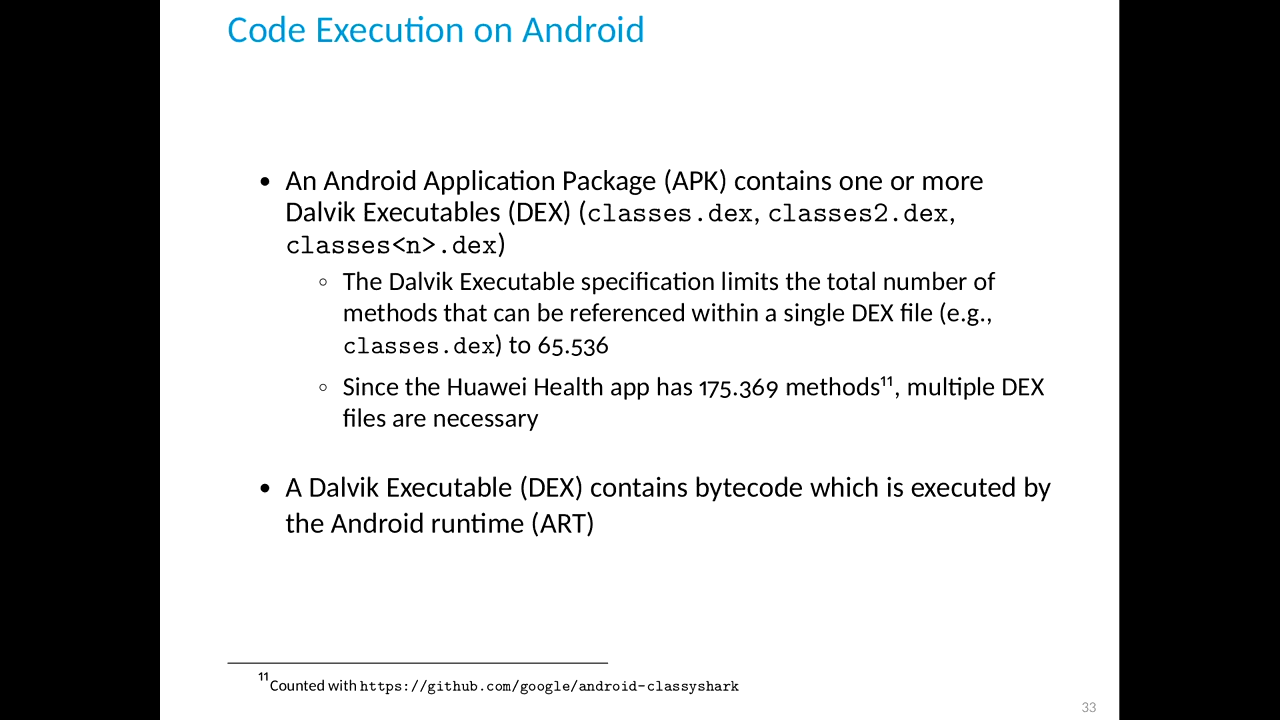 Code Execution on Android
• An Android Application Package (APK) contains one or more
Dalvik Executables (DEX) (classes.dex, classes2.dex,
classes<n>.dex)
◦ The Dalvik Executable specification limits the total number of
methods that can be referenced within a single DEX file (e.g.,
classes.dex) to 65.536
◦ Since the Huawei Health app has 175.369 methods¹¹, multiple DEX
files are necessary
• A Dalvik Executable (DEX) contains bytecode which is executed by
the Android runtime (ART)
¹¹Counted with https://github.com/google/android-classyshark
33